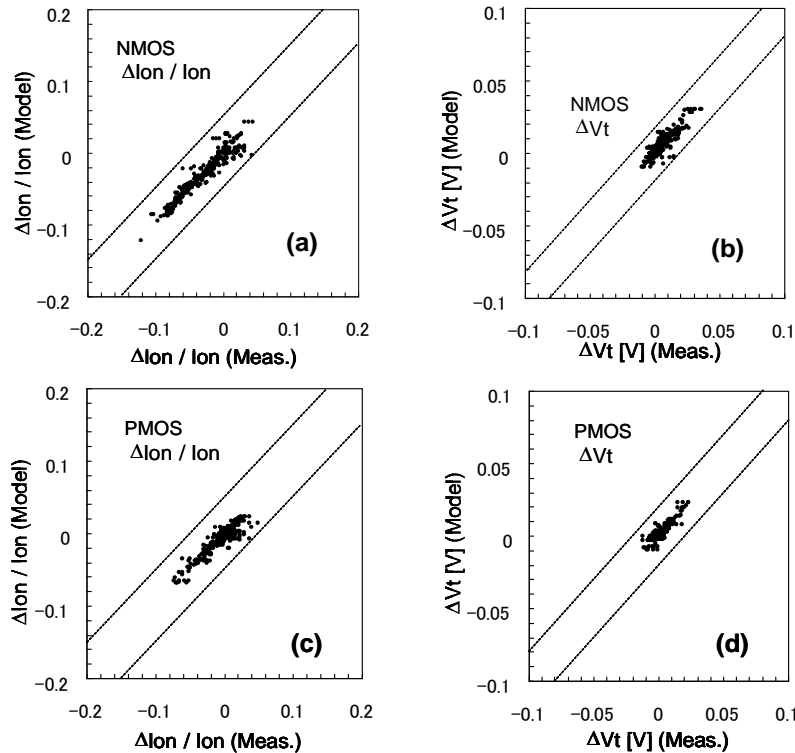 0.2
NMOS
ΔIon / Ion
0.1
0
−0.1
−0.2
ΔIon / Ion (Model)
(a)
−0.2 −0.1 0 0.1 0.2
ΔIon / Ion (Meas.)
0.1
0.05
NMOS
ΔVt
0
−0.05
−0.1
ΔVt [V] (Model)
(b)
−0.1 −0.05 0 0.05 0.1
ΔVt [V] (Meas.)
0.2
PMOS
ΔIon / Ion
0.1
0
−0.1
−0.2
ΔIon / Ion (Model)
(c)
−0.2 −0.1 0 0.1 0.2
ΔIon / Ion (Meas.)
0.1
PMOS
ΔVt
0.05
0
−0.05
−0.1
ΔVt [V] (Model)
(d)
−0.1 −0.05 0 0.05 0.1
ΔVt [V] (Meas.)